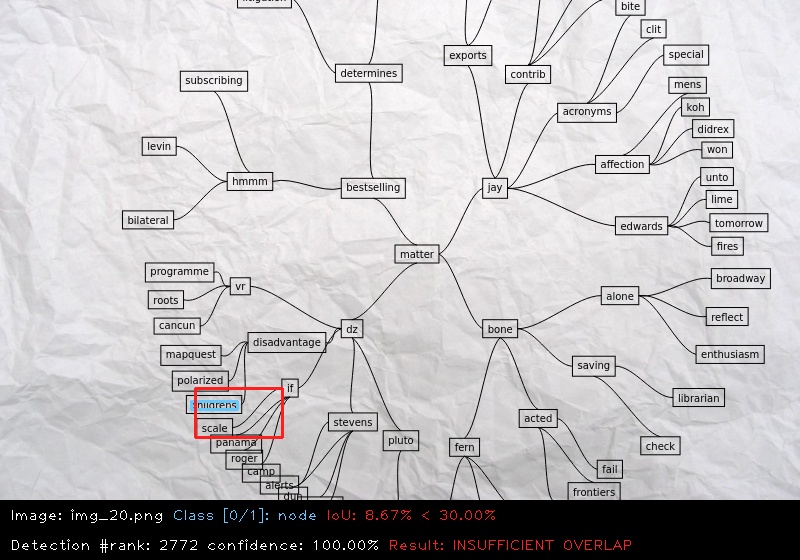 bite
clit
exports
special
contrib
determines
subscribing
mens
koh
acronyms
didrex
levin
won
affection
unto
hmmm
bestselling
jay
lime
bilateral
tomorrow
edwards
fires
matter
programme
broadway
vr
alone
roots
reflect
cancun
dz
bone
disadvantage
mapquest
enthusiasm
saving
polarized
if
librarian
childrens
acted
stevens
scale
pluto
panama
fern
check
roger
fail
camp
alerts
frontiers
Image: img_20.png Class [0/1]: node IoU: 8.67% < 30.00%
Detection #rank: 2772 confidence: 100.00% Result: INSUFFICIENT OVERLAP